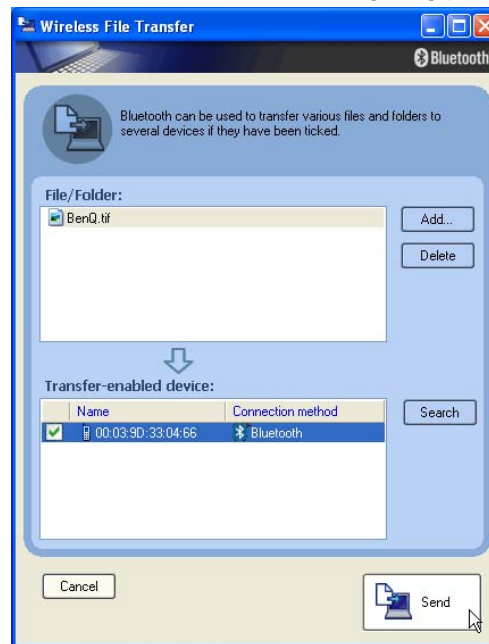 Wireless File Transfer
Bluetooth
Bluetooth can be used to transfer various files and folders to
several devices if they have been ticked.
File/Folder:
BenQ.tif
Add...
Delete
Transfer-enabled device:
Name Connection method
00:03:9D:33:04:66 Bluetooth
Search
Cancel
Send